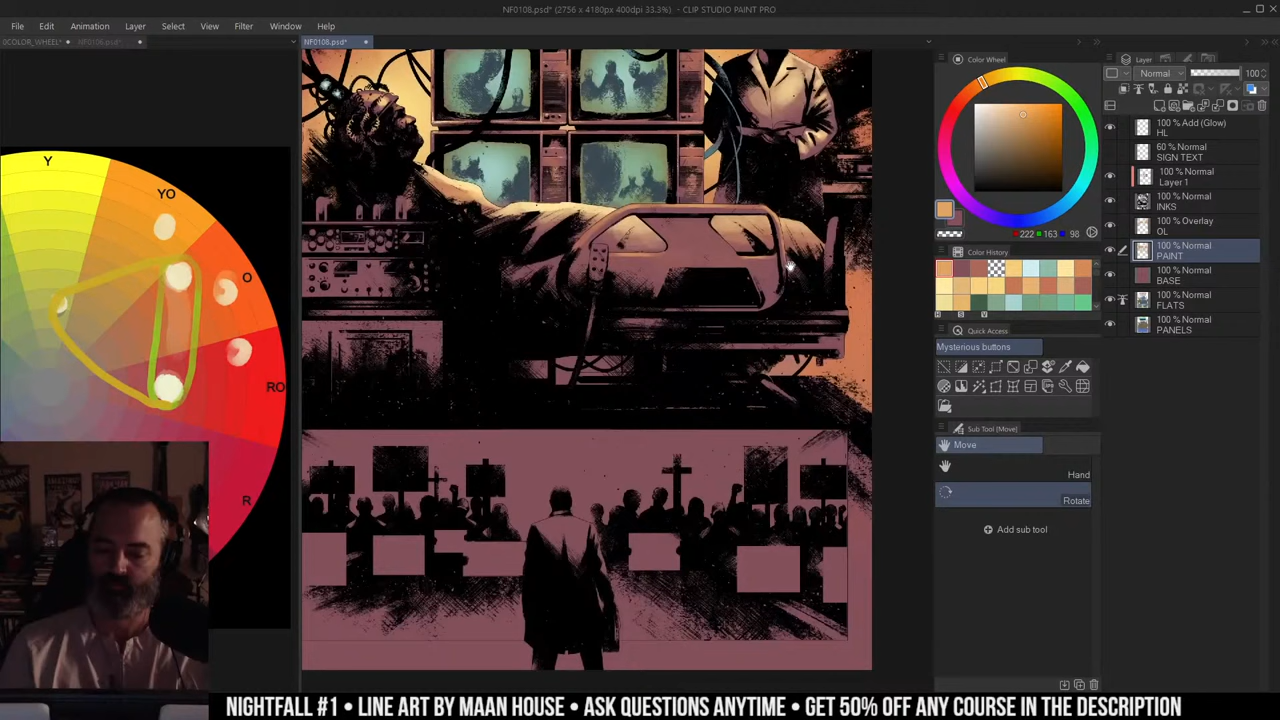 NF0108.psd* (2756 x 4180px 400dpi 33.3%) - CLIP STUDIO PAINT PRO
File Edit Animation Layer Select View Filter Window Help
0COLOR_WHEEL* NF0106.psd* NF0108.psd*
Color Wheel
222 163 98
Color History
H S V
Quick Access
Mysterious buttons
Sub Tool [Move]
Move
Hand
Rotate
Add sub tool
Layer
Normal 100
100 % Add (Glow)
HL
60 % Normal
SIGN TEXT
100 % Normal
Layer 1
100 % Normal
INKS
100 % Overlay
OL
100 % Normal
PAINT
100 % Normal
BASE
100 % Normal
FLATS
100 % Normal
PANELS
Y
YO
O
RO
R
NIGHTFALL #1 • LINE ART BY MAAN HOUSE • ASK QUESTIONS ANYTIME • GET 50% OFF ANY COURSE IN THE DESCRIPTION